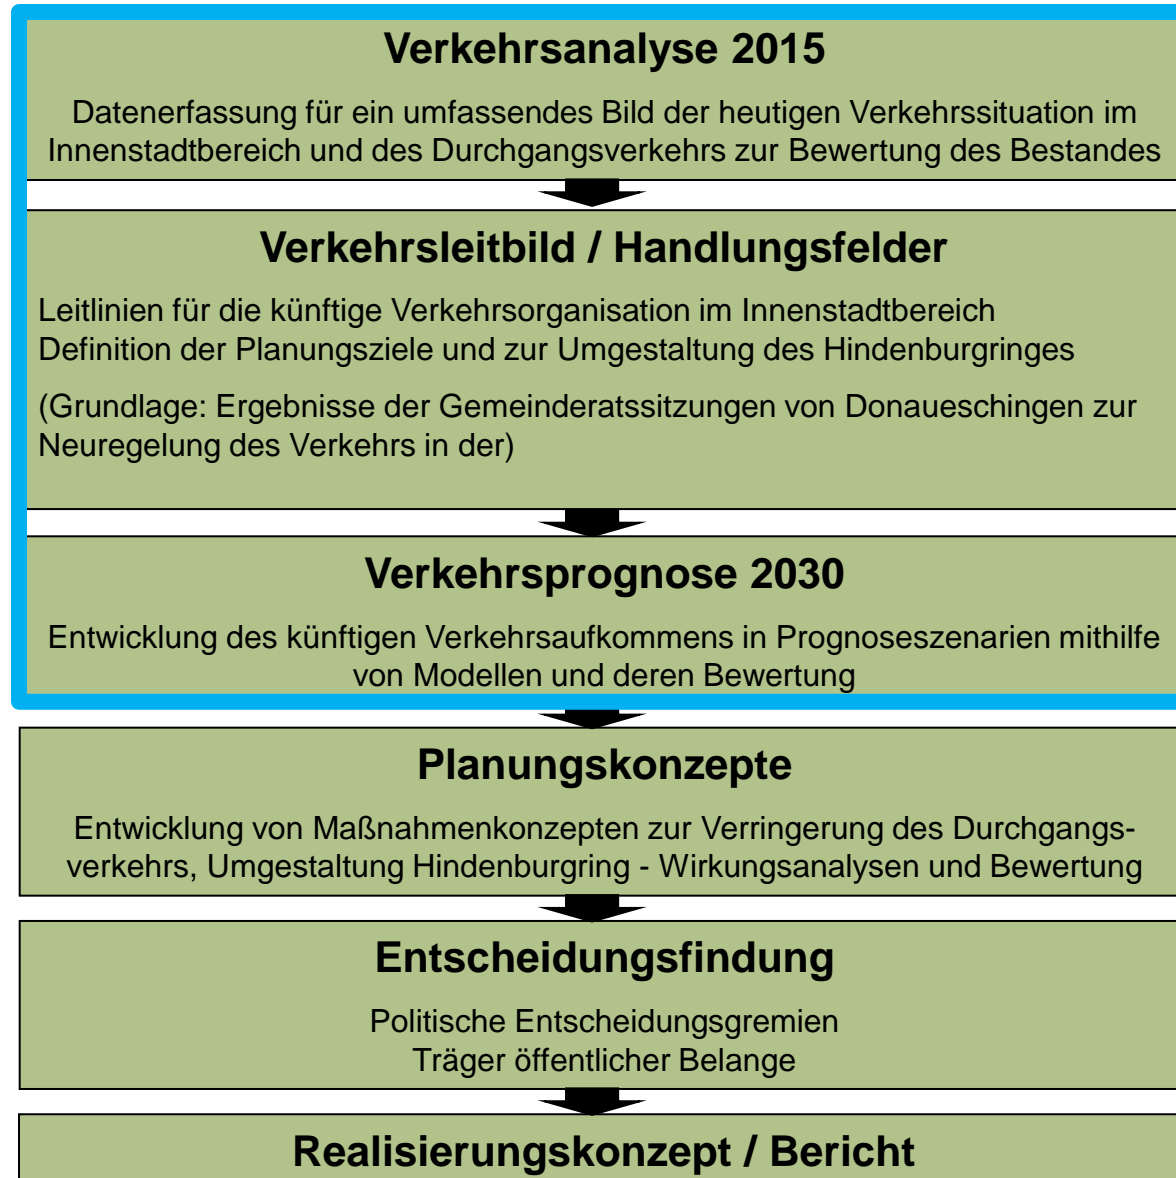 Verkehrsanalyse 2015
Datenerfassung für ein umfassendes Bild der heutigen Verkehrssituation im
Innenstadtbereich und des Durchgangsverkehrs zur Bewertung des Bestandes
Verkehrsleitbild / Handlungsfelder
Leitlinien für die künftige Verkehrsorganisation im Innenstadtbereich
Definition der Planungsziele und zur Umgestaltung des Hindenburgringes
(Grundlage: Ergebnisse der Gemeinderatssitzungen von Donaueschingen zur
Neuregelung des Verkehrs in der)
Verkehrsprognose 2030
Entwicklung des künftigen Verkehrsaufkommens in Prognoseszenarien mithilfe
von Modellen und deren Bewertung
Planungskonzepte
Entwicklung von Maßnahmenkonzepten zur Verringerung des Durchgangs-
verkehrs, Umgestaltung Hindenburgring - Wirkungsanalysen und Bewertung
Entscheidungsfindung
Politische Entscheidungsgremien
Träger öffentlicher Belange
Realisierungskonzept / Bericht